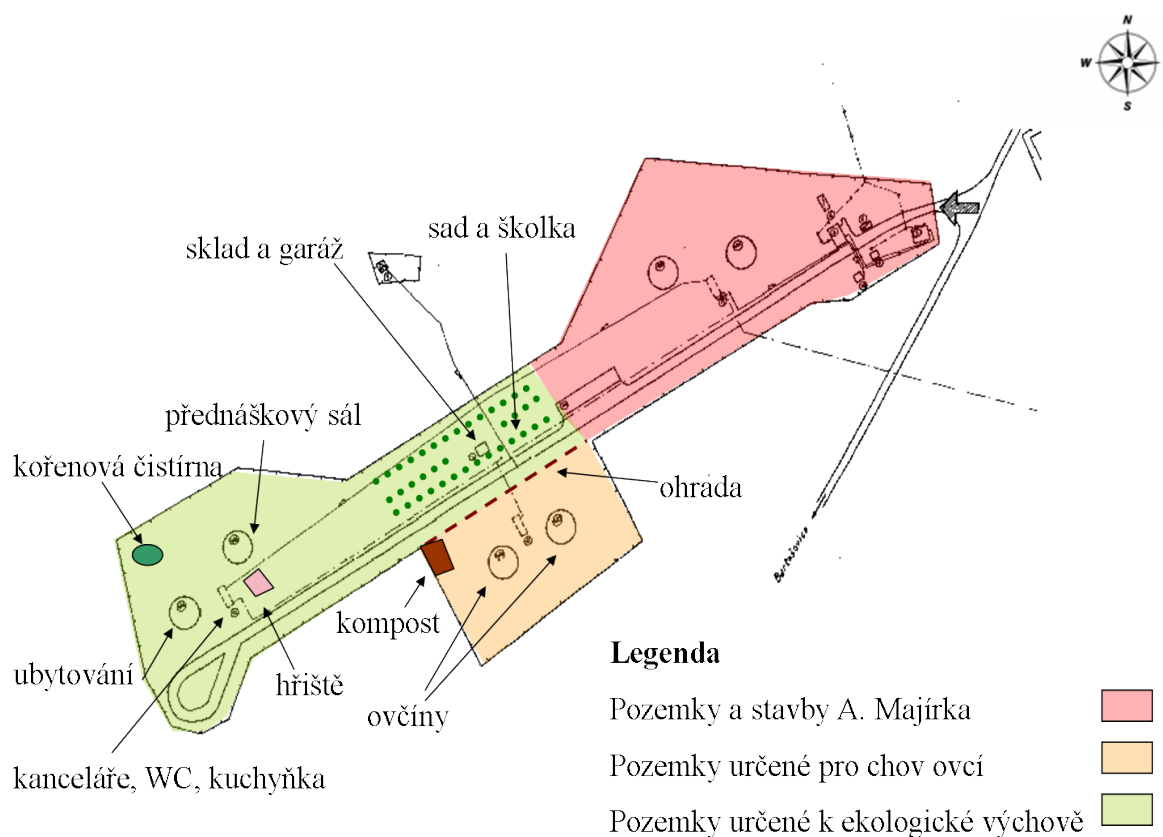 N
W
S
sklad a garáž
sad a školka
přednáškový sál
kořenová čistírna
ohrada
kompost
ubytování
hřiště
ovčíny
kanceláře, WC, kuchyňka
Bartošovice
Legenda
Pozemky a stavby A. Majírka
Pozemky určené pro chov ovcí
Pozemky určené k ekologické výchově